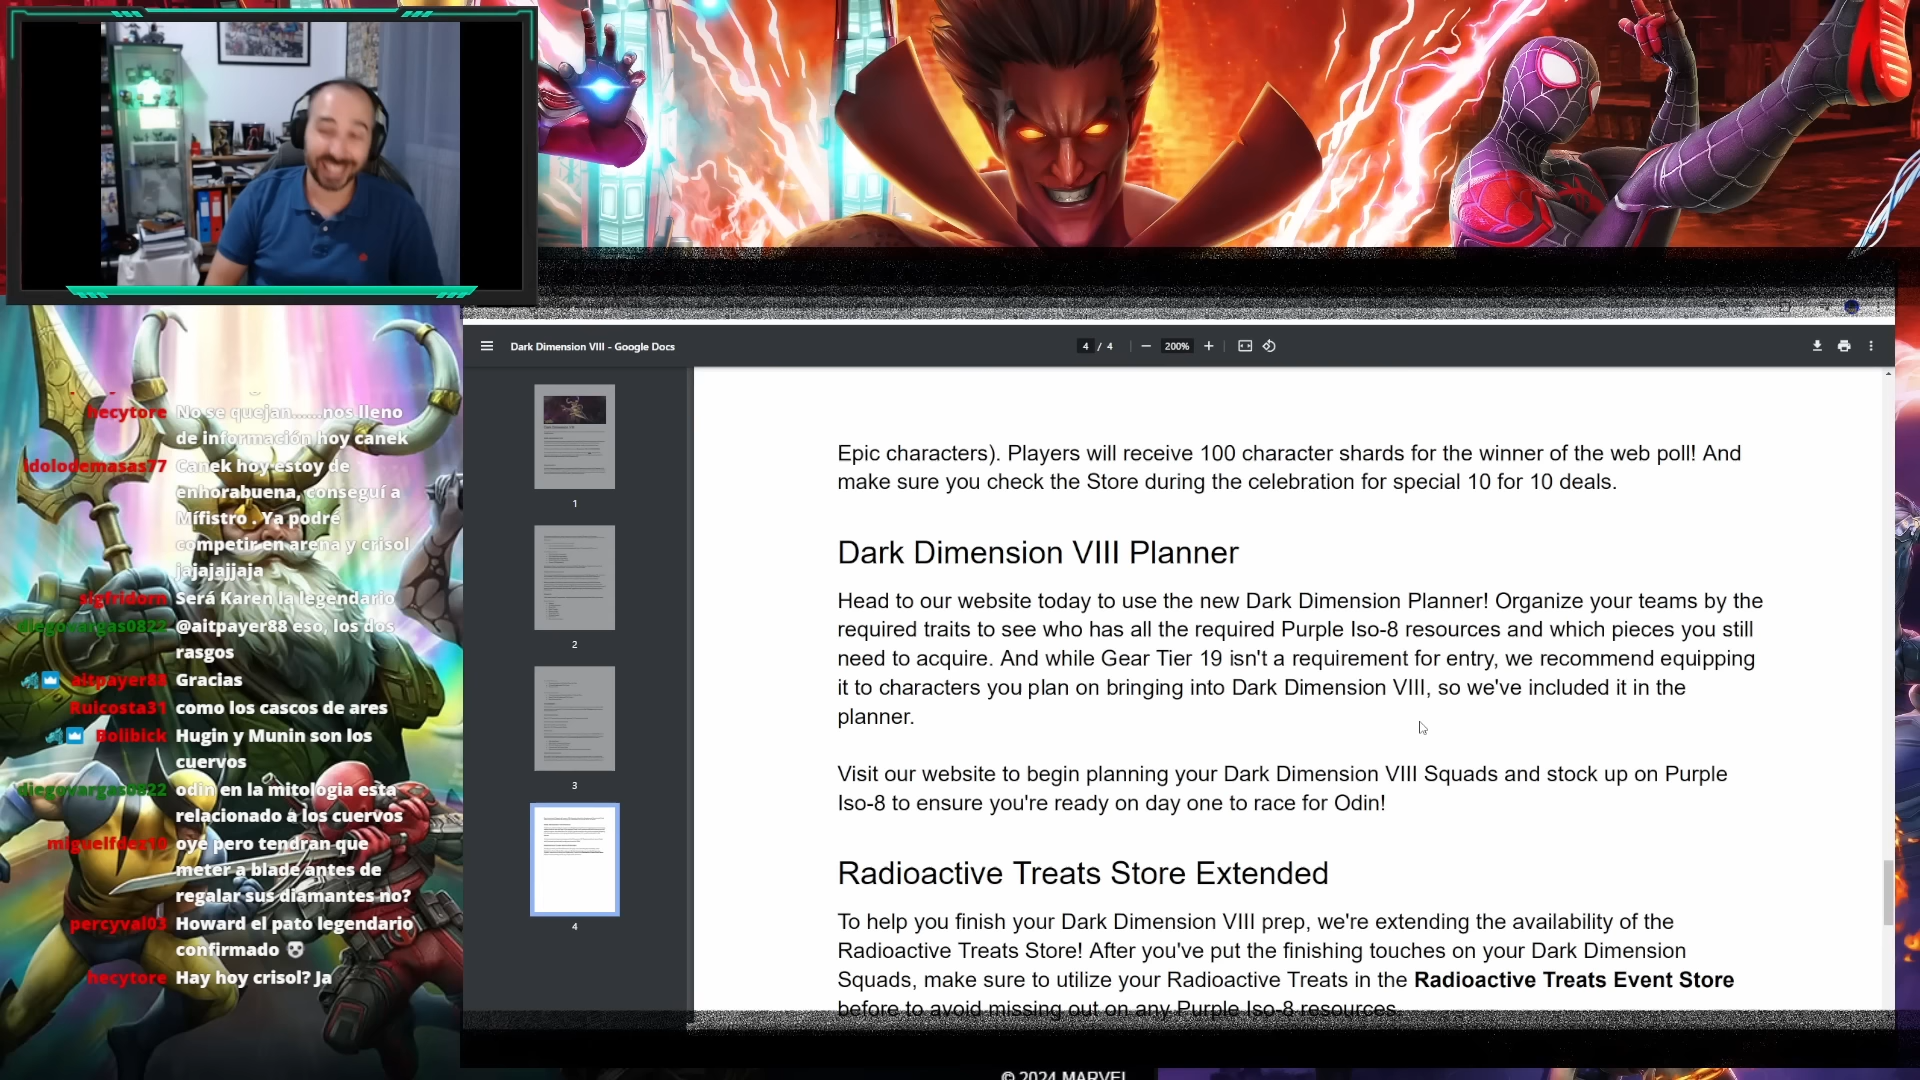 Dark Dimension VIII - Google Docs
4 / 4
200%
1
2
3
4
Epic characters). Players will receive 100 character shards for the winner of the web poll! And
make sure you check the Store during the celebration for special 10 for 10 deals.
Dark Dimension VIII Planner
Head to our website today to use the new Dark Dimension Planner! Organize your teams by the
required traits to see who has all the required Purple Iso-8 resources and which pieces you still
need to acquire. And while Gear Tier 19 isn't a requirement for entry, we recommend equipping
it to characters you plan on bringing into Dark Dimension VIII, so we've included it in the
planner.
Visit our website to begin planning your Dark Dimension VIII Squads and stock up on Purple
Iso-8 to ensure you're ready on day one to race for Odin!
Radioactive Treats Store Extended
To help you finish your Dark Dimension VIII prep, we're extending the availability of the
Radioactive Treats Store! After you've put the finishing touches on your Dark Dimension
Squads, make sure to utilize your Radioactive Treats in the Radioactive Treats Event Store
before to avoid missing out on any Purple Iso-8 resources.
hecytore No se quejan......nos lleno
de información hoy canek
idolodemasas77 Canek hoy estoy de
enhorabuena, conseguí a
Mífistro . Ya podré
competir en arena y crisol
jajajajjaja
sigfridorn Será Karen la legendario
diegovargas0822 @aitpayer88 eso, los dos
rasgos
aitpayer88 Gracias
Ruicosta31 como los cascos de ares
Bolibick Hugin y Munin son los
cuervos
diegovargas0822 odin en la mitologia esta
relacionado a los cuervos
miguelfdez10 oye pero tendran que
meter a blade antes de
regalar sus diamantes no?
percyval03 Howard el pato legendario
confirmado
hecytore Hay hoy crisol? Ja
© 2024 MARVEL